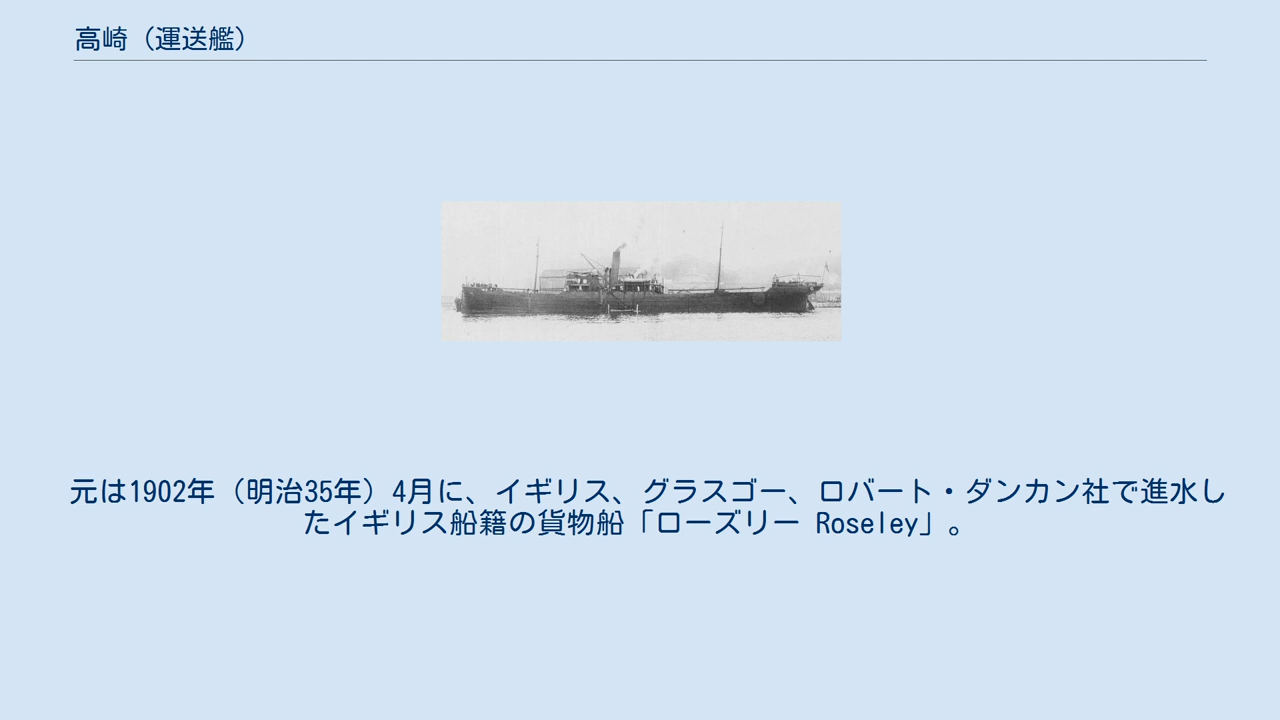 高崎（運送艦）
元は1902年（明治35年）4月に、イギリス、グラスゴー、ロバート・ダンカン社で進水し
たイギリス船籍の貨物船「ローズリー Roseley」。